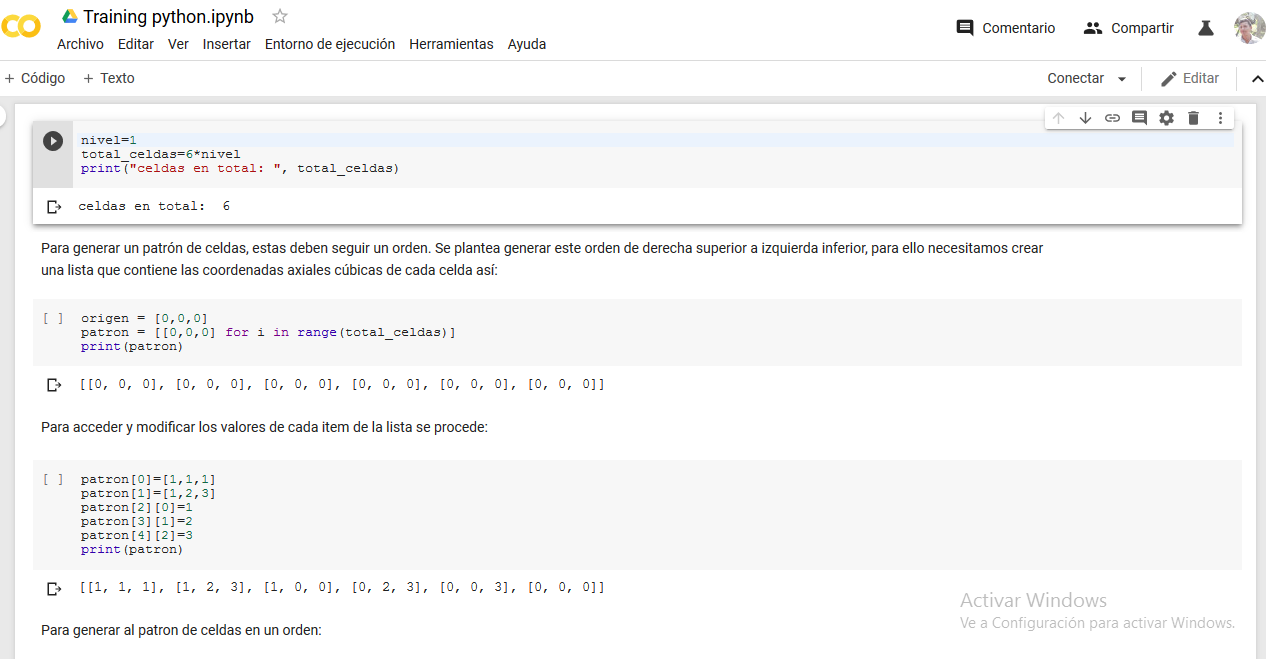 Training python.ipynb
Comentario Compartir
Archivo Editar Ver Insertar Entorno de ejecución Herramientas Ayuda
+ Código + Texto Conectar Editar
nivel=1
total_celdas=6*nivel
print("celdas en total: ", total_celdas)
celdas en total:  6
Para generar un patrón de celdas, estas deben seguir un orden. Se plantea generar este orden de derecha superior a izquierda inferior, para ello necesitamos crear
una lista que contiene las coordenadas axiales cúbicas de cada celda así:
[ ] origen = [0,0,0]
patron = [[0,0,0] for i in range(total_celdas)]
print(patron)
[[0, 0, 0], [0, 0, 0], [0, 0, 0], [0, 0, 0], [0, 0, 0], [0, 0, 0]]
Para acceder y modificar los valores de cada item de la lista se procede:
[ ] patron[0]=[1,1,1]
patron[1]=[1,2,3]
patron[2][0]=1
patron[3][1]=2
patron[4][2]=3
print(patron)
[[1, 1, 1], [1, 2, 3], [1, 0, 0], [0, 2, 3], [0, 0, 3], [0, 0, 0]]
Activar Windows
Ve a Configuración para activar Windows.
Para generar al patron de celdas en un orden: